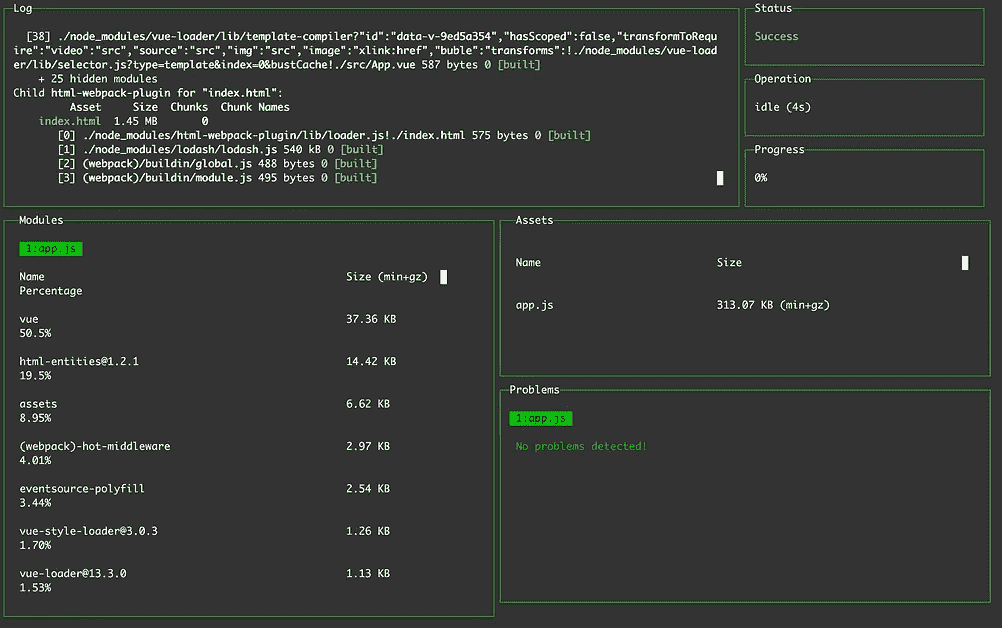 Log
[38] ./node_modules/vue-loader/lib/template-compiler?"id":"data-v-9ed5a354","hasScoped":false,"transformToRequ
ire":"video":"src","source":"src","img":"src","image":"xlink:href","buble":"transforms":!./node_modules/vue-load
er/lib/selector.js?type=template&index=0&bustCache!./src/App.vue 587 bytes 0 [built]
+ 25 hidden modules
Child html-webpack-plugin for "index.html":
Asset Size Chunks Chunk Names
index.html 1.45 MB 0
[0] ./node_modules/html-webpack-plugin/lib/loader.js!./index.html 575 bytes 0 [built]
[1] ./node_modules/lodash/lodash.js 540 kB 0 [built]
[2] (webpack)/buildin/global.js 488 bytes 0 [built]
[3] (webpack)/buildin/module.js 495 bytes 0 [built]
Status
Success
Operation
idle (4s)
Progress
0%
Modules
1:app.js
Name Size (min+gz)
Percentage
vue 37.36 KB
50.5%
html-entities@1.2.1 14.42 KB
19.5%
assets 6.62 KB
8.95%
(webpack)-hot-middleware 2.97 KB
4.01%
eventsource-polyfill 2.54 KB
3.44%
vue-style-loader@3.0.3 1.26 KB
1.70%
vue-loader@13.3.0 1.13 KB
1.53%
Assets
Name Size
app.js 313.07 KB (min+gz)
Problems
1:app.js
No problems detected!